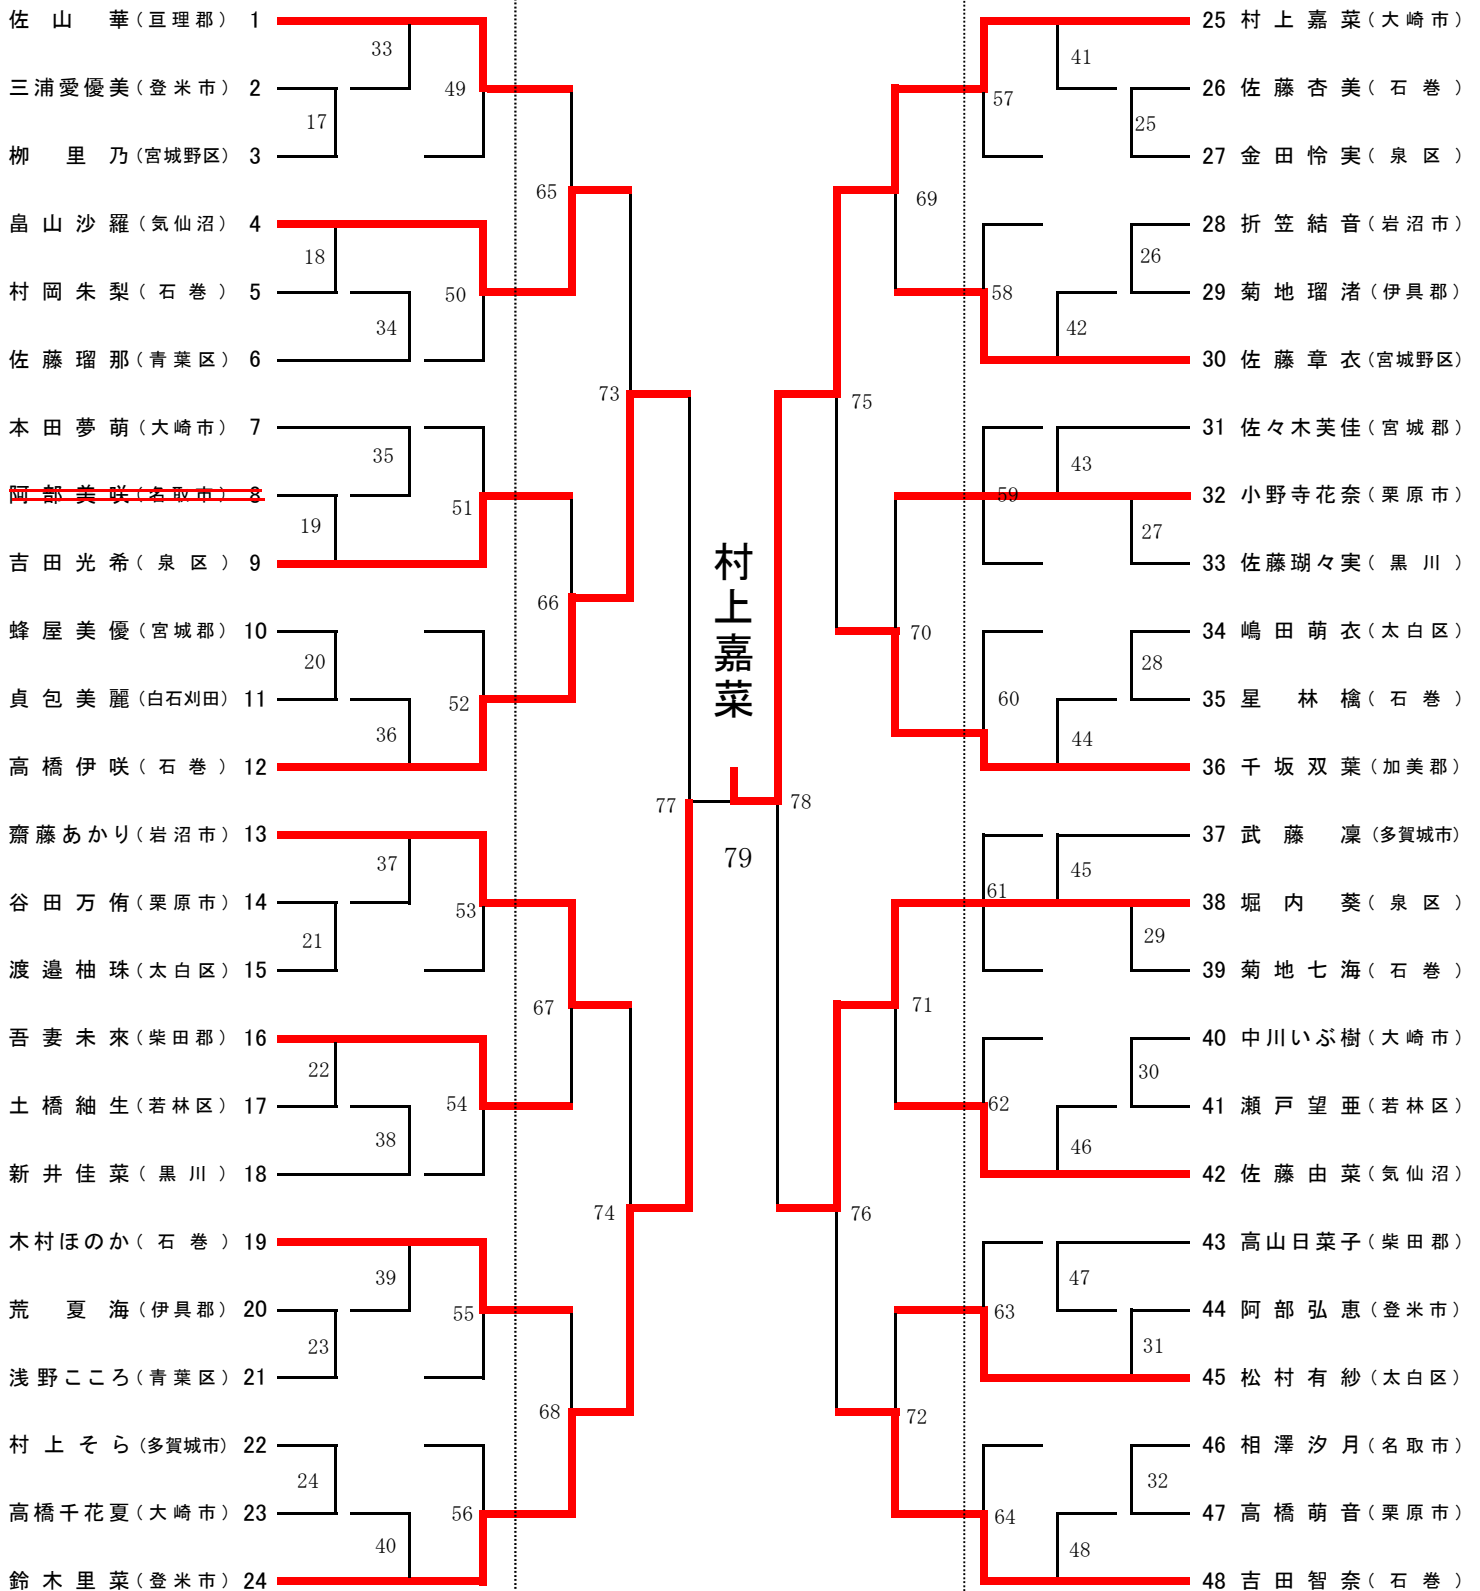 佐山華(亘理郡) 1
三浦愛優美(登米市) 2
栁里乃(宮城野区) 3
畠山沙羅(気仙沼) 4
村岡朱梨(石巻) 5
佐藤瑠那(青葉区) 6
本田夢萌(大崎市) 7
阿部美咲(名取市) 8
吉田光希(泉区) 9
蜂屋美優(宮城郡) 10
貞包美麗(白石刈田) 11
高橋伊咲(石巻) 12
齋藤あかり(岩沼市) 13
谷田万侑(栗原市) 14
渡邉柚珠(太白区) 15
吾妻未來(柴田郡) 16
土橋紬生(若林区) 17
新井佳菜(黒川) 18
木村ほのか(石巻) 19
荒夏海(伊具郡) 20
浅野こころ(青葉区) 21
村上そら(多賀城市) 22
高橋千花夏(大崎市) 23
鈴木里菜(登米市) 24
33
17
18
34
35
19
20
36
37
21
22
38
39
23
24
40
49
50
51
52
53
54
55
56
65
66
67
68
73
74
77
村上嘉菜
79
78
75
76
69
70
71
72
57
58
59
60
61
62
63
64
41
25
26
42
43
27
28
44
45
29
30
46
47
31
32
48
25 村上嘉菜(大崎市)
26 佐藤杏美(石巻)
27 金田怜実(泉区)
28 折笠結音(岩沼市)
29 菊地瑠渚(伊具郡)
30 佐藤章衣(宮城野区)
31 佐々木芙佳(宮城郡)
32 小野寺花奈(栗原市)
33 佐藤瑚々実(黒川)
34 嶋田萌衣(太白区)
35 星林檎(石巻)
36 千坂双葉(加美郡)
37 武藤凜(多賀城市)
38 堀内葵(泉区)
39 菊地七海(石巻)
40 中川いぶ樹(大崎市)
41 瀬戸望亜(若林区)
42 佐藤由菜(気仙沼)
43 高山日菜子(柴田郡)
44 阿部弘恵(登米市)
45 松村有紗(太白区)
46 相澤汐月(名取市)
47 高橋萌音(栗原市)
48 吉田智奈(石巻)